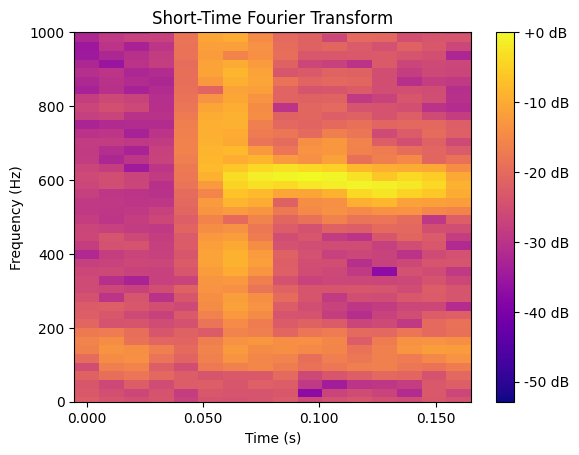 Short-Time Fourier Transform
1000
800
600
400
200
0
Frequency (Hz)
0.000
0.050
0.100
0.150
Time (s)
+0 dB
-10 dB
-20 dB
-30 dB
-40 dB
-50 dB